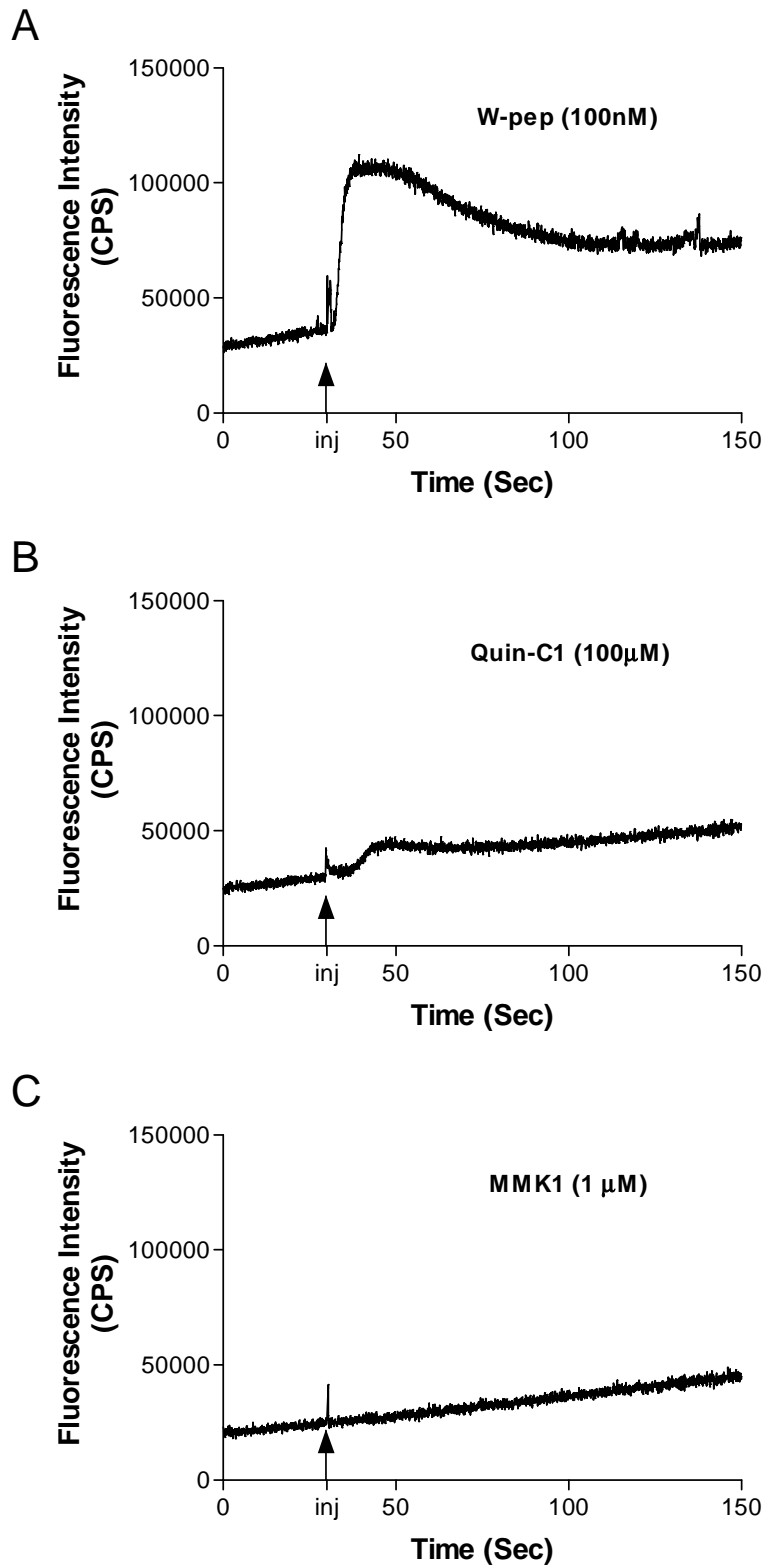 A
Fluorescence Intensity
(CPS)
150000
100000
50000
0
W-pep (100nM)
0 inj 50 100 150
Time (Sec)
B
Fluorescence Intensity
(CPS)
150000
100000
50000
0
Quin-C1 (100μM)
0 inj 50 100 150
Time (Sec)
C
Fluorescence Intensity
(CPS)
150000
100000
50000
0
MMK1 (1 μM)
0 inj 50 100 150
Time (Sec)